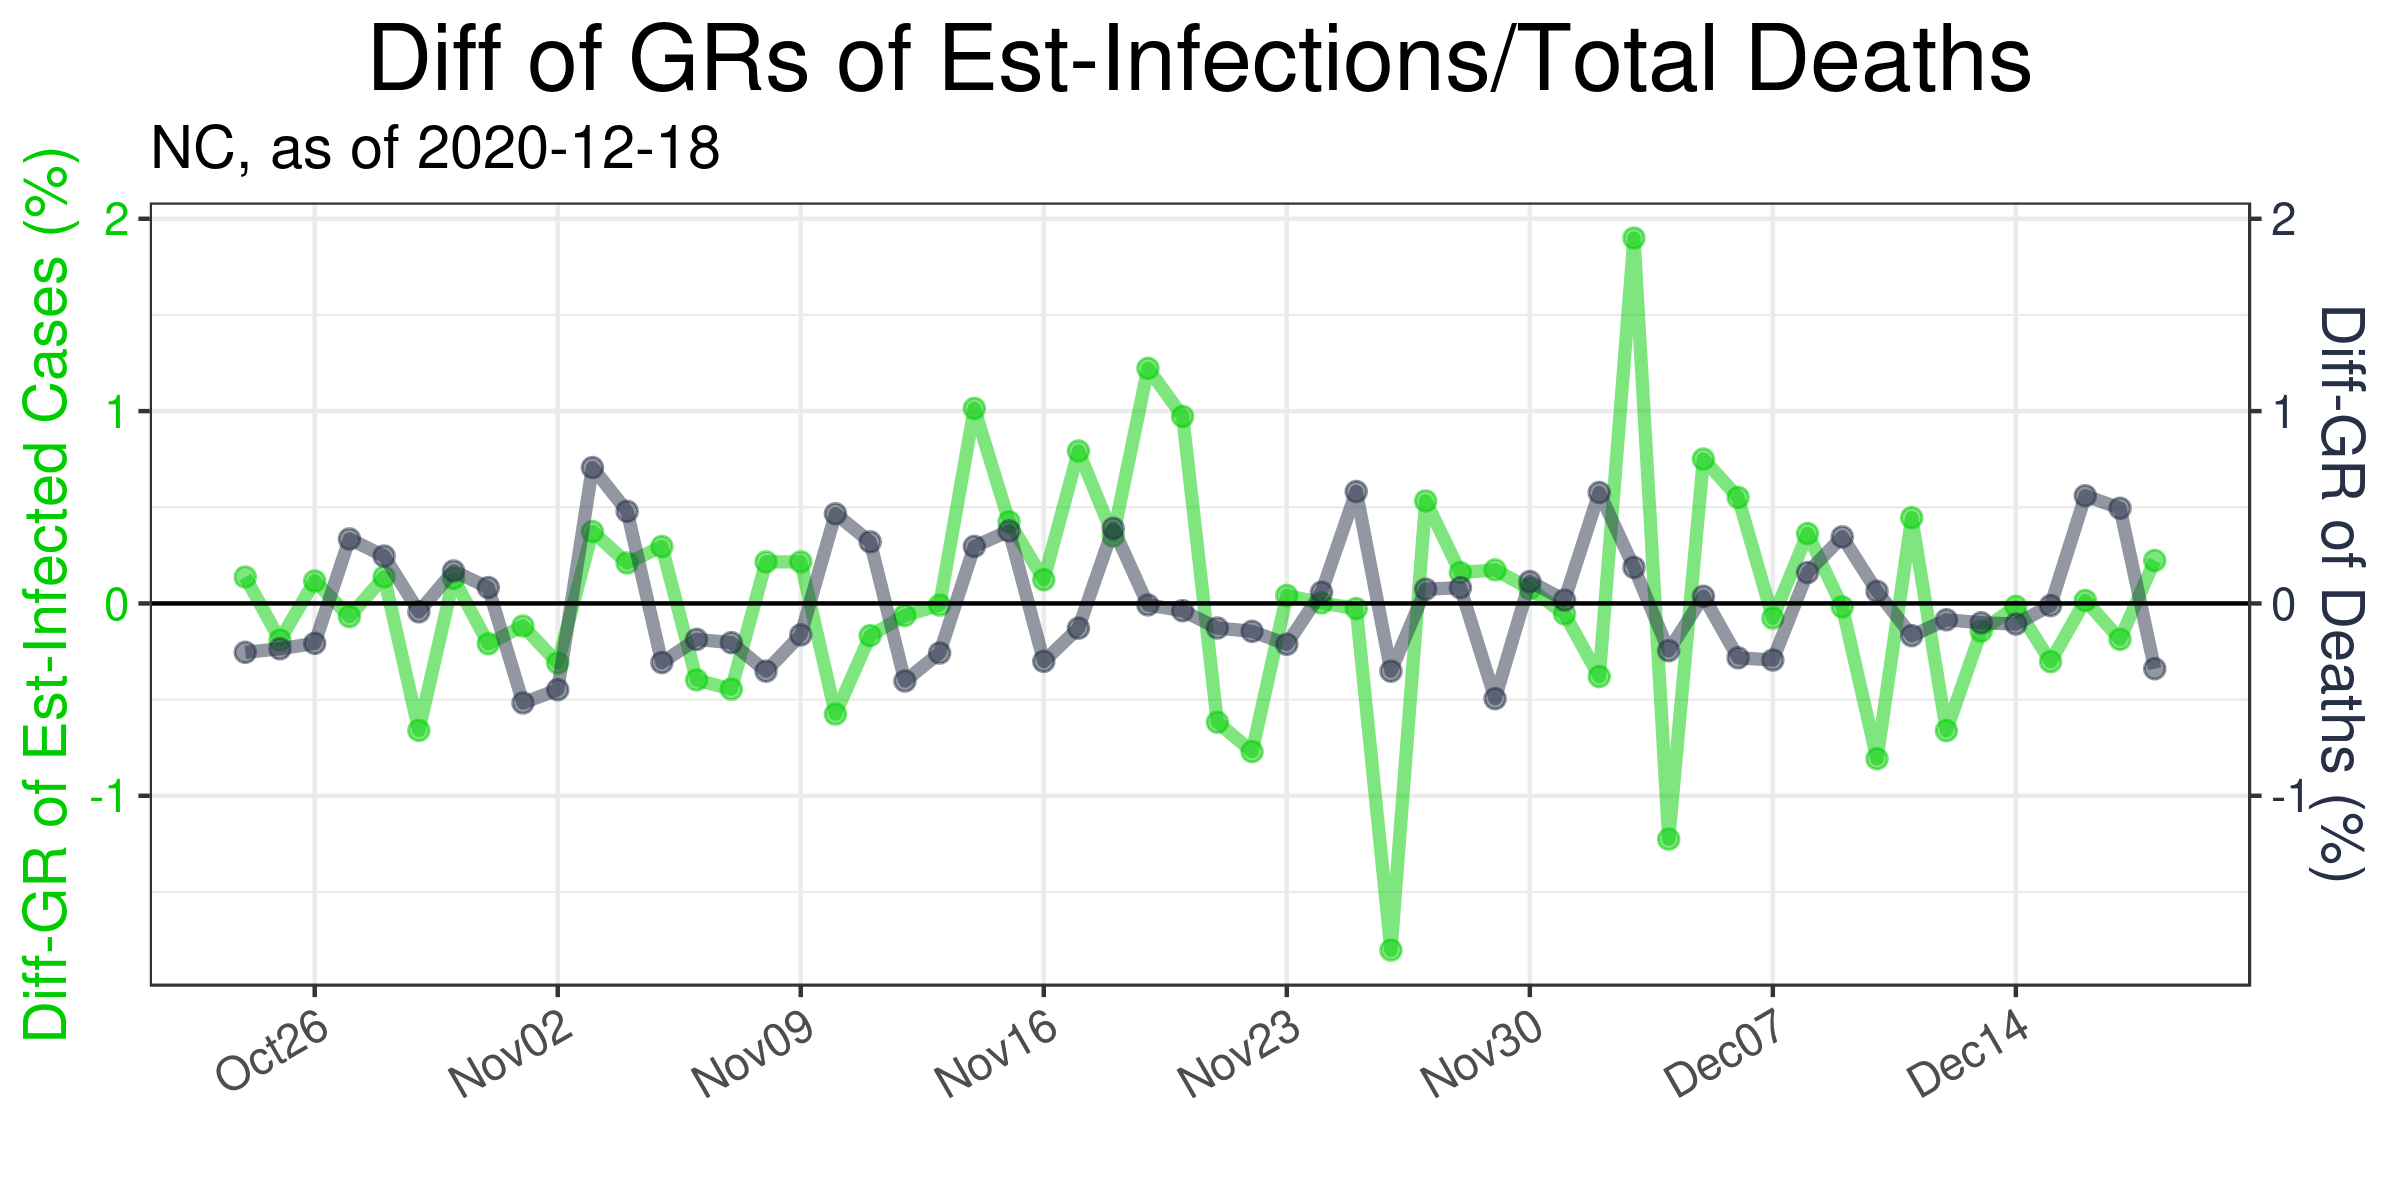 Diff of GRs of Est-Infections/Total Deaths
NC, as of 2020-12-18
Diff-GR of Est-Infected Cases (%)
2
1
0
-1
2
1
0
-1
Diff-GR of Deaths (%)
Oct26
Nov02
Nov09
Nov16
Nov23
Nov30
Dec07
Dec14